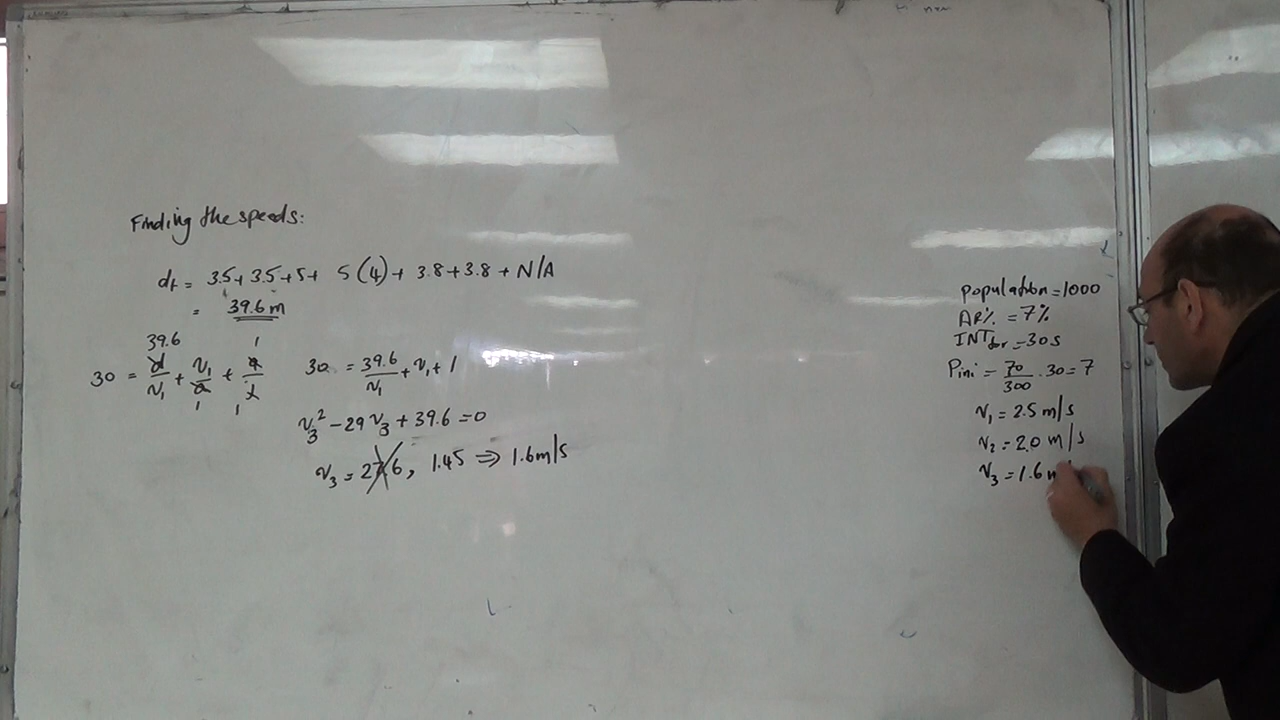 Finding the speeds:
dt = 3.5 + 3.5 + 5 + 5(4) + 3.8 + 3.8 + N/A
= 39.6 m
39.6 1
30 = d/v1 + v1/a + a/j
1 1
30 = 39.6/v1 + v1 + 1
v3² - 29 v3 + 39.6 = 0
v3 = 27.6, 1.45 ⇒ 1.6 m/s
Population = 1000
AR% = 7%
INTfor = 30s
Pini = 70/300 . 30 = 7
v1 = 2.5 m/s
v2 = 2.0 m/s
v3 = 1.6 m